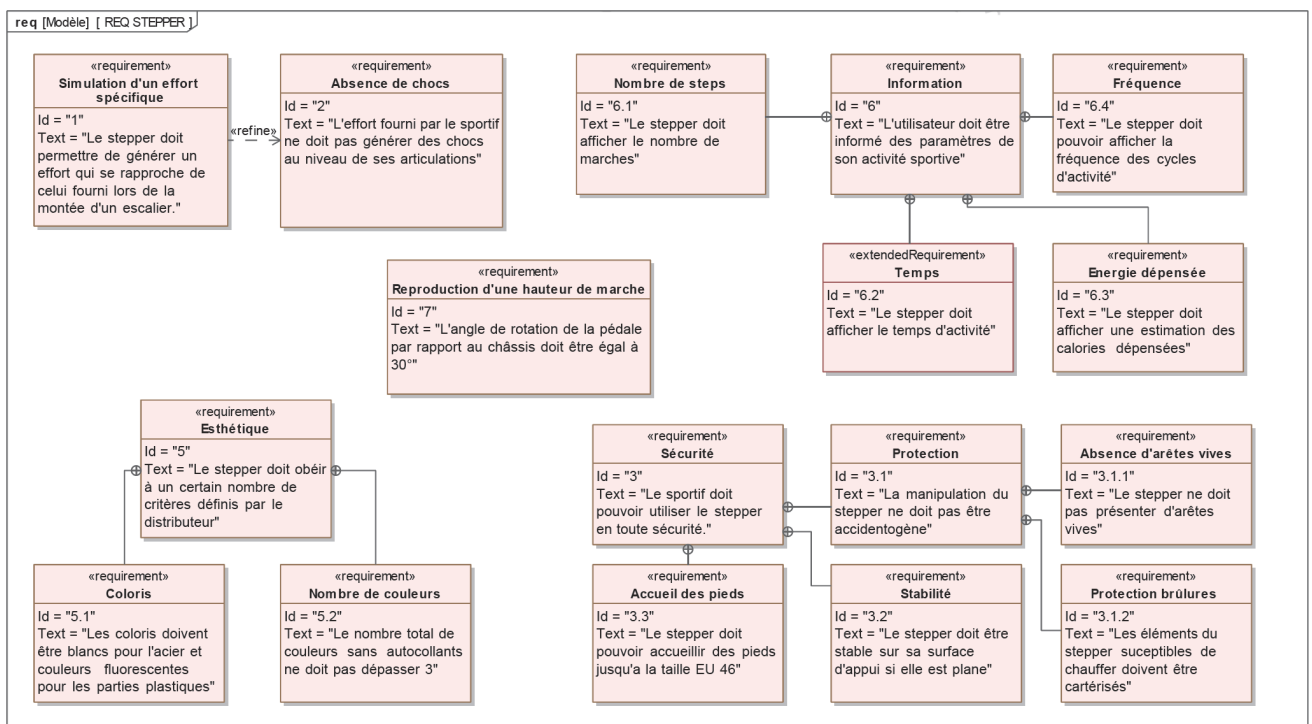 req [Modèle] [ REQ STEPPER ]
«requirement»
Simulation d'un effort
spécifique
Id = "1"
Text = "Le stepper doit
permettre de générer un
effort qui se rapproche de
celui fourni lors de la
montée d'un escalier."
«refine»
«requirement»
Absence de chocs
Id = "2"
Text = "L'effort fourni par le sportif
ne doit pas générer des chocs
au niveau de ses articulations"
«requirement»
Nombre de steps
Id = "6.1"
Text = "Le stepper doit
afficher le nombre de
marches"
«requirement»
Information
Id = "6"
Text = "L'utilisateur doit être
informé des paramètres de
son activité sportive"
«requirement»
Fréquence
Id = "6.4"
Text = "Le stepper doit
pouvoir afficher la
fréquence des cycles
d'activité"
«extendedRequirement»
Temps
Id = "6.2"
Text = "Le stepper doit
afficher le temps d'activité"
«requirement»
Energie dépensée
Id = "6.3"
Text = "Le stepper doit
afficher une estimation des
calories dépensées"
«requirement»
Reproduction d'une hauteur de marche
Id = "7"
Text = "L'angle de rotation de la pédale
par rapport au châssis doit être égal à
30°"
«requirement»
Esthétique
Id = "5"
Text = "Le stepper doit obéir
à un certain nombre de
critères définis par le
distributeur"
«requirement»
Coloris
Id = "5.1"
Text = "Les coloris doivent
être blancs pour l'acier et
couleurs fluorescentes
pour les parties plastiques"
«requirement»
Nombre de couleurs
Id = "5.2"
Text = "Le nombre total de
couleurs sans autocollants
ne doit pas dépasser 3"
«requirement»
Sécurité
Id = "3"
Text = "Le sportif doit
pouvoir utiliser le stepper
en toute sécurité."
«requirement»
Protection
Id = "3.1"
Text = "La manipulation du
stepper ne doit pas être
accidentogène"
«requirement»
Absence d'arêtes vives
Id = "3.1.1"
Text = "Le stepper ne doit
pas présenter d'arêtes
vives"
«requirement»
Accueil des pieds
Id = "3.3"
Text = "Le stepper doit
pouvoir accueillir des pieds
jusqu'a la taille EU 46"
«requirement»
Stabilité
Id = "3.2"
Text = "Le stepper doit être
stable sur sa surface
d'appui si elle est plane"
«requirement»
Protection brûlures
Id = "3.1.2"
Text = "Les éléments du
stepper suceptibles de
chauffer doivent être
cartérisés"